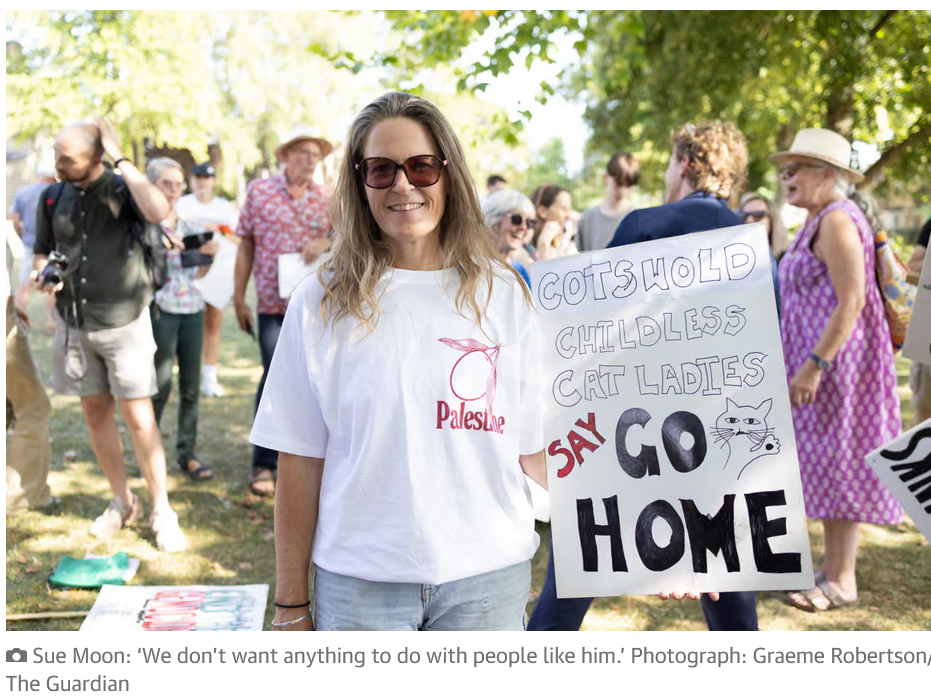 Palestine
COTSWOLD
CHILDLESS
CAT LADIES
SAY GO
HOME
Sue Moon: ‘We don’t want anything to do with people like him.’ Photograph: Graeme Robertson/
The Guardian